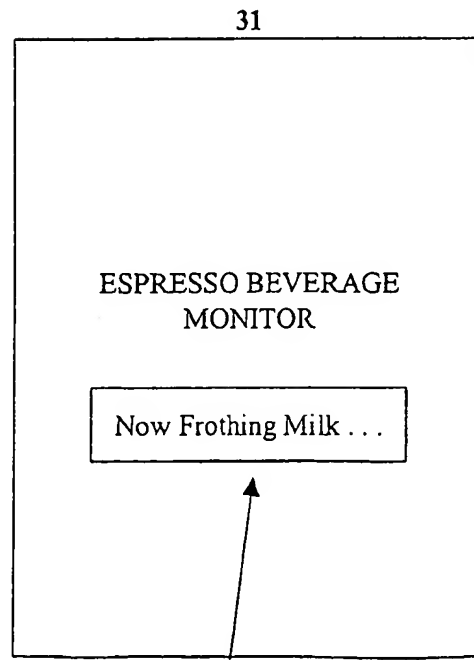 31
ESPRESSO BEVERAGE
MONITOR
Now Frothing Milk . . .